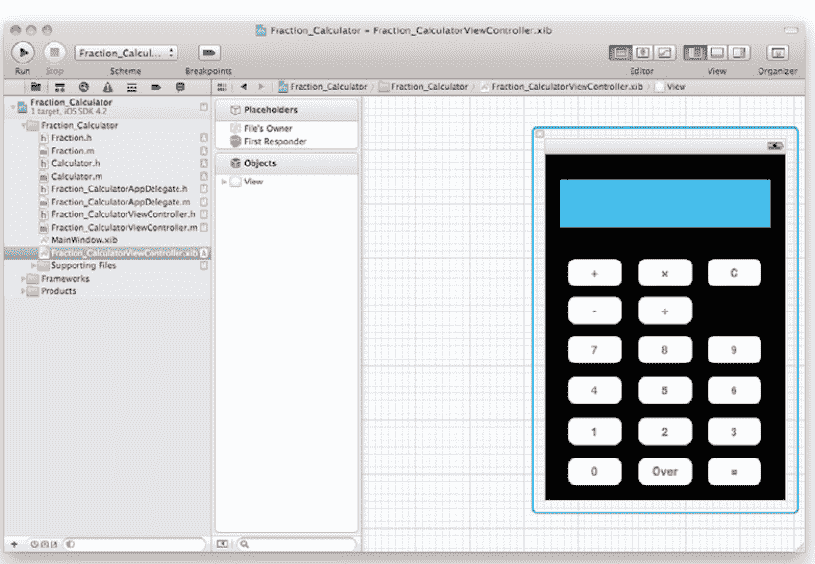 Fraction_Calculator - Fraction_CalculatorViewController.xib
Fraction_Calcul...
Run Stop Scheme Breakpoints Editor View Organizer
Fraction_Calculator Fraction_Calculator Fraction_CalculatorViewController.xib View
Fraction_Calculator
1 target, iOS SDK 4.2
Fraction_Calculator
h Fraction.h
m Fraction.m
h Calculator.h
m Calculator.m
h Fraction_CalculatorAppDelegate.h
m Fraction_CalculatorAppDelegate.m
h Fraction_CalculatorViewController.h
m Fraction_CalculatorViewController.m
MainWindow.xib
Fraction_CalculatorViewController.xib A
Supporting Files
Frameworks
Products
Placeholders
File's Owner
First Responder
Objects
View
+ × C
- ÷
7 8 9
4 5 6
1 2 3
0 Over =